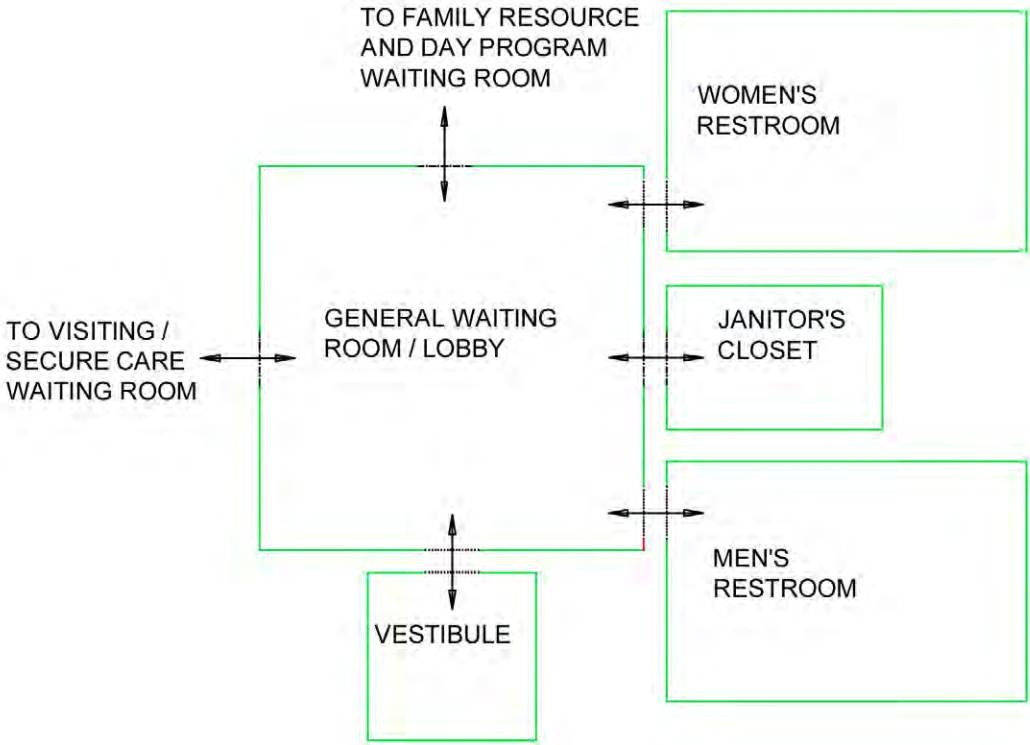 TO FAMILY RESOURCE
AND DAY PROGRAM
WAITING ROOM
WOMEN'S
RESTROOM
GENERAL WAITING
ROOM / LOBBY
JANITOR'S
CLOSET
TO VISITING /
SECURE CARE
WAITING ROOM
MEN'S
RESTROOM
VESTIBULE